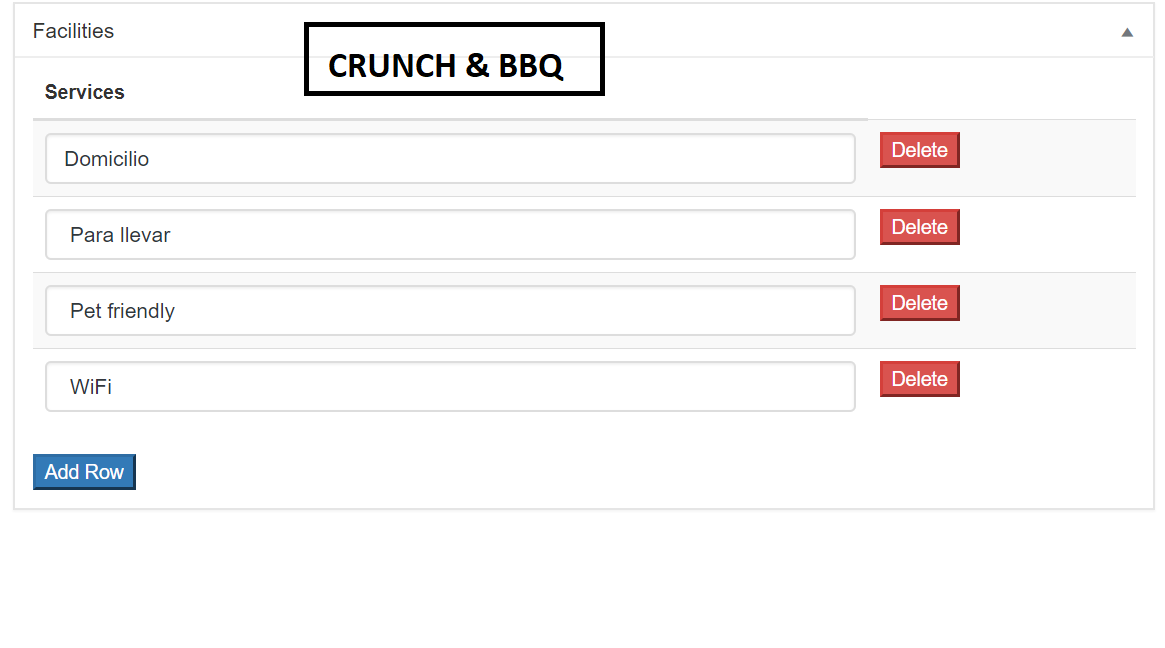 Facilities
CRUNCH & BBQ
Services
Domicilio
Delete
Para llevar
Delete
Pet friendly
Delete
WiFi
Delete
Add Row